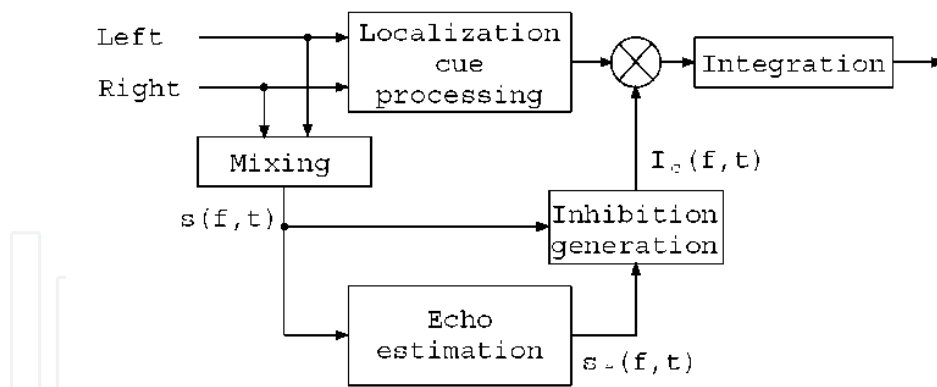 Left
Right
Localization
cue
processing
Integration
Mixing
I (f,t)
s(f,t)
Inhibition
generation
Echo
estimation
s (f,t)